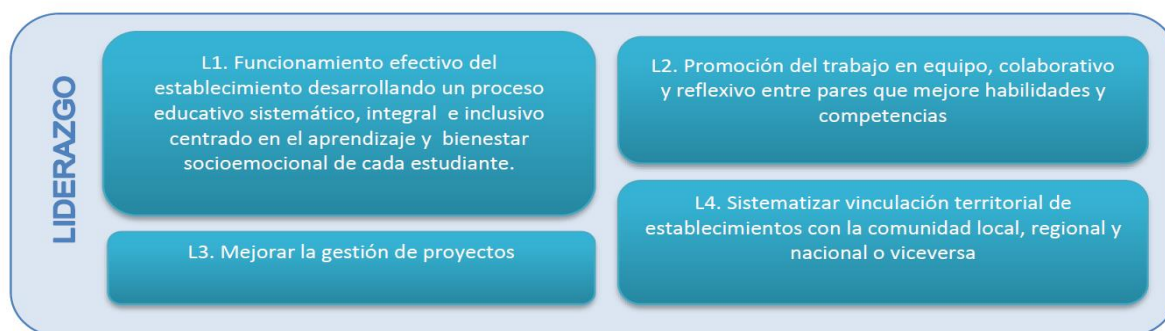 LIDERAZGO
L1. Funcionamiento efectivo del
establecimiento desarrollando un proceso
educativo sistemático, integral e inclusivo
centrado en el aprendizaje y bienestar
socioemocional de cada estudiante.
L2. Promoción del trabajo en equipo, colaborativo
y reflexivo entre pares que mejore habilidades y
competencias
L3. Mejorar la gestión de proyectos
L4. Sistematizar vinculación territorial de
establecimientos con la comunidad local, regional y
nacional o viceversa